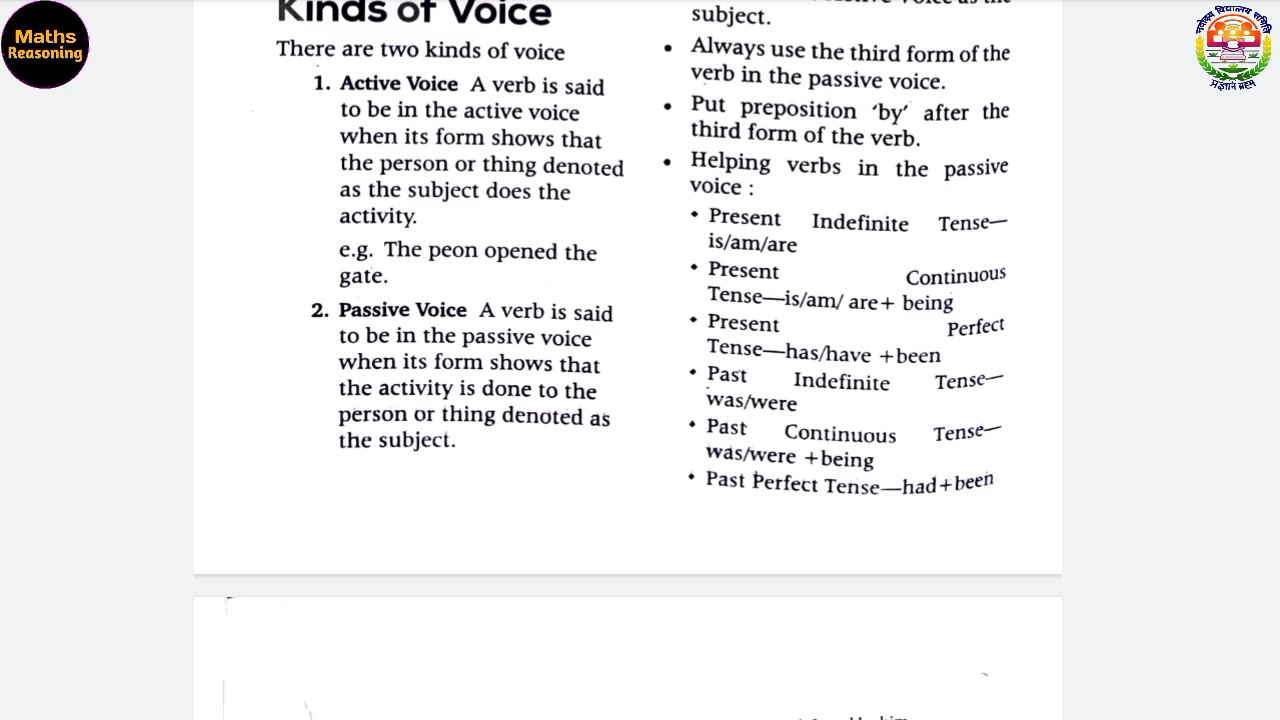 Maths
Reasoning
Kinds of Voice
There are two kinds of voice
1. Active Voice A verb is said
to be in the active voice
when its form shows that
the person or thing denoted
as the subject does the
activity.
e.g. The peon opened the
gate.
2. Passive Voice A verb is said
to be in the passive voice
when its form shows that
the activity is done to the
person or thing denoted as
the subject.
subject.
• Always use the third form of the
verb in the passive voice.
• Put preposition ‘by’ after the
third form of the verb.
• Helping verbs in the passive
voice :
• Present Indefinite Tense—
is/am/are
• Present Continuous
Tense—is/am/ are+ being
• Present Perfect
Tense—has/have +been
• Past Indefinite Tense—
was/were
• Past Continuous Tense—
was/were +being
• Past Perfect Tense—had+been
नवोदय विद्यालय समिति
प्रज्ञानं ब्रह्म